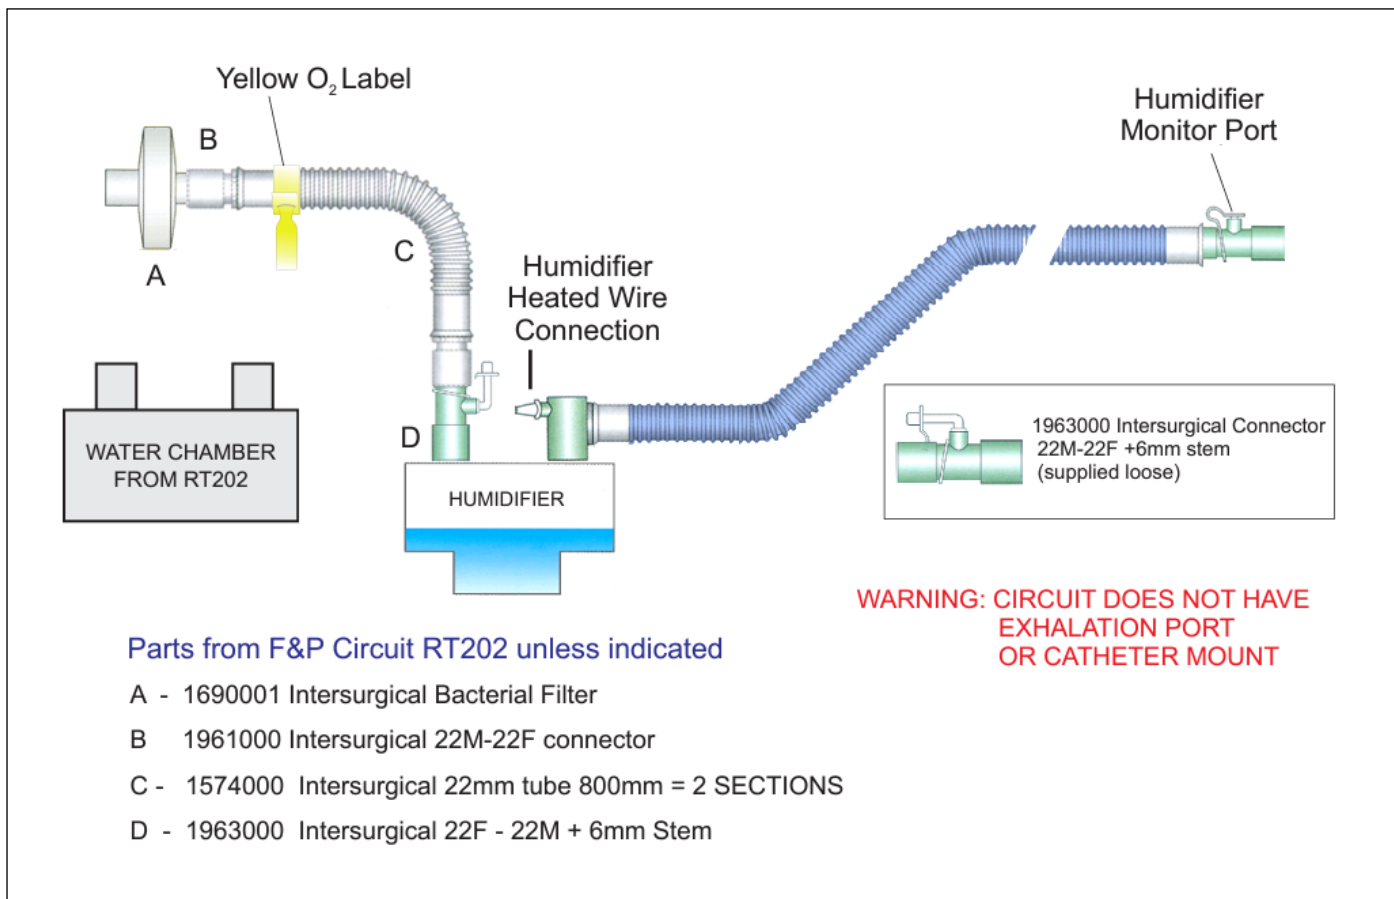 Yellow O2 Label
B
A
C
Humidifier
Heated Wire
Connection
Humidifier
Monitor Port
D
WATER CHAMBER
FROM RT202
HUMIDIFIER
1963000 Intersurgical Connector
22M-22F +6mm stem
(supplied loose)
WARNING: CIRCUIT DOES NOT HAVE
EXHALATION PORT
OR CATHETER MOUNT
Parts from F&P Circuit RT202 unless indicated
A - 1690001 Intersurgical Bacterial Filter
B 1961000 Intersurgical 22M-22F connector
C - 1574000 Intersurgical 22mm tube 800mm = 2 SECTIONS
D - 1963000 Intersurgical 22F - 22M + 6mm Stem